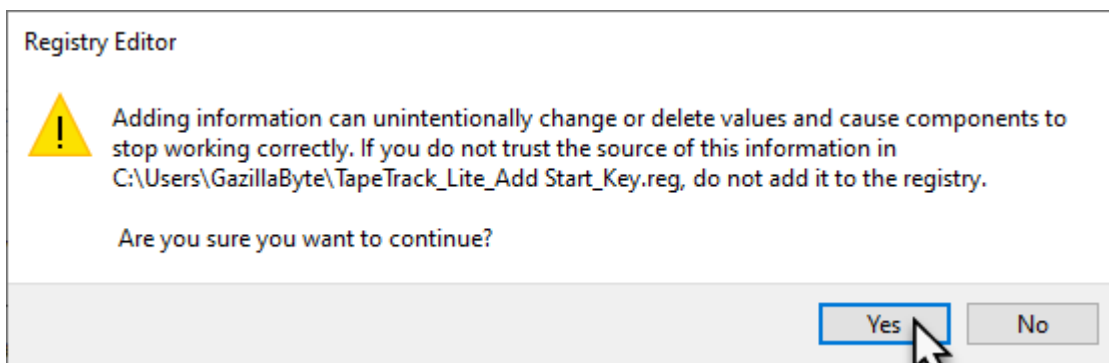 Registry Editor
Adding information can unintentionally change or delete values and cause components to
stop working correctly. If you do not trust the source of this information in
C:\Users\GazillaByte\TapeTrack_Lite_Add Start_Key.reg, do not add it to the registry.
Are you sure you want to continue?
Yes
No